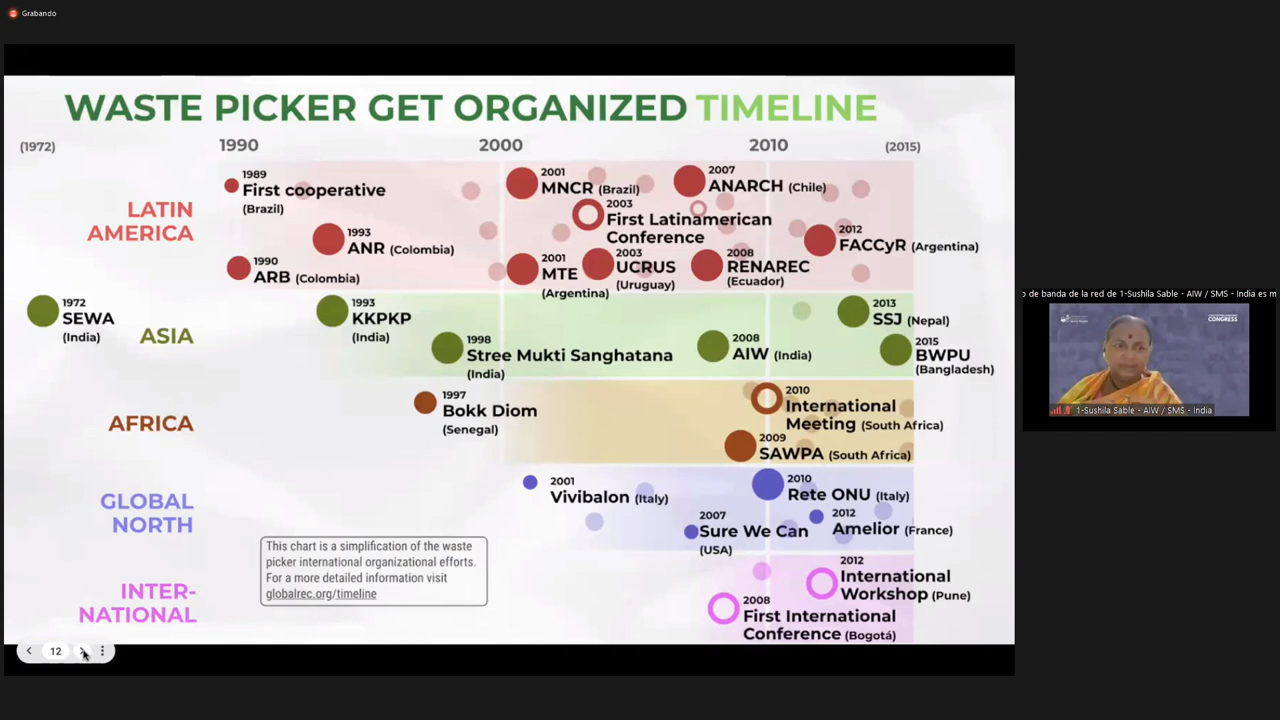 Grabando
WASTE PICKER GET ORGANIZED TIMELINE
(1972)
1990
2000
2010
(2015)
LATIN
AMERICA
1989
First cooperative
(Brazil)
1993
ANR (Colombia)
1990
ARB (Colombia)
2001
MNCR (Brazil)
2003
First Latinamerican
Conference
2001
MTE
(Argentina)
2003
UCRUS
(Uruguay)
2007
ANARCH (Chile)
2008
RENAREC
(Ecuador)
2012
FACCyR (Argentina)
ASIA
1972
SEWA
(India)
1993
KKPKP
(India)
1998
Stree Mukti Sanghatana
(India)
2008
AIW (India)
2013
SSJ (Nepal)
2015
BWPU
(Bangladesh)
AFRICA
1997
Bokk Diom
(Senegal)
2010
International
Meeting (South Africa)
2009
SAWPA (South Africa)
GLOBAL
NORTH
2001
Vivibalon (Italy)
2010
Rete ONU (Italy)
2007
Sure We Can
(USA)
2012
Amelior (France)
INTER-
NATIONAL
2012
International
Workshop (Pune)
2008
First International
Conference (Bogotá)
This chart is a simplification of the waste
picker international organizational efforts.
For a more detailed information visit
globalrec.org/timeline
12
o de banda de la red de 1-Sushila Sable - AIW / SMS - India es m
CONGRESS
1-Sushila Sable - AIW / SMS - India